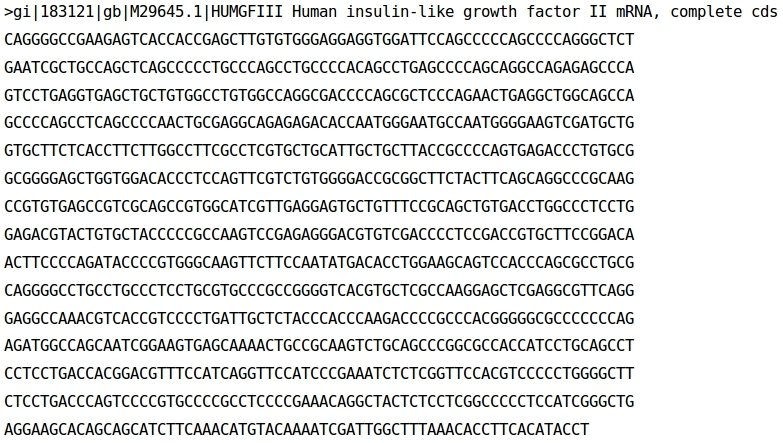 >gi|183121|gb|M29645.1|HUMGFIII Human insulin-like growth factor II mRNA, complete cds
CAGGGGCCGAAGAGTCACCACCGAGCTTGTGTGGGAGGAGGTGGATTCCAGCCCCCAGCCCCAGGGCTCT
GAATCGCTGCCAGCTCAGCCCCCTGCCCAGCCTGCCCCACAGCCTGAGCCCCAGCAGGCCAGAGAGCCCA
GTCCTGAGGTGAGCTGCTGTGGCCTGTGGCCAGGCGACCCCAGCGCTCCCAGAACTGAGGCTGGCAGCCA
GCCCCAGCCTCAGCCCCAACTGCGAGGCAGAGAGACACCAATGGGAATGCCAATGGGGAAGTCGATGCTG
GTGCTTCTCACCTTCTTGGCCTTCGCCTCGTGCTGCATTGCTGCTTACCGCCCCAGTGAGACCCTGTGCG
GCGGGGAGCTGGTGGACACCCTCCAGTTCGTCTGTGGGGACCGCGGCTTCTACTTCAGCAGGCCCGCAAG
CCGTGTGAGCCGTCGCAGCCGTGGCATCGTTGAGGAGTGCTGTTTCCGCAGCTGTGACCTGGCCCTCCTG
GAGACGTACTGTGCTACCCCCGCCAAGTCCGAGAGGGACGTGTCGACCCCTCCGACCGTGCTTCCGGACA
ACTTCCCCAGATACCCCGTGGGCAAGTTCTTCCAATATGACACCTGGAAGCAGTCCACCCAGCGCCTGCG
CAGGGGCCTGCCTGCCCTCCTGCGTGCCCGCCGGGGTCACGTGCTCGCCAAGGAGCTCGAGGCGTTCAGG
GAGGCCAAACGTCACCGTCCCCTGATTGCTCTACCCACCCAAGACCCCGCCCACGGGGGCGCCCCCCCAG
AGATGGCCAGCAATCGGAAGTGAGCAAAACTGCCGCAAGTCTGCAGCCCGGCGCCACCATCCTGCAGCCT
CCTCCTGACCACGGACGTTTCCATCAGGTTCCATCCCGAAATCTCTCGGTTCCACGTCCCCCTGGGGCTT
CTCCTGACCCAGTCCCCGTGCCCCGCCTCCCCGAAACAGGCTACTCTCCTCGGCCCCCTCCATCGGGCTG
AGGAAGCACAGCAGCATCTTCAAACATGTACAAAATCGATTGGCTTTAAACACCTTCACATACCT